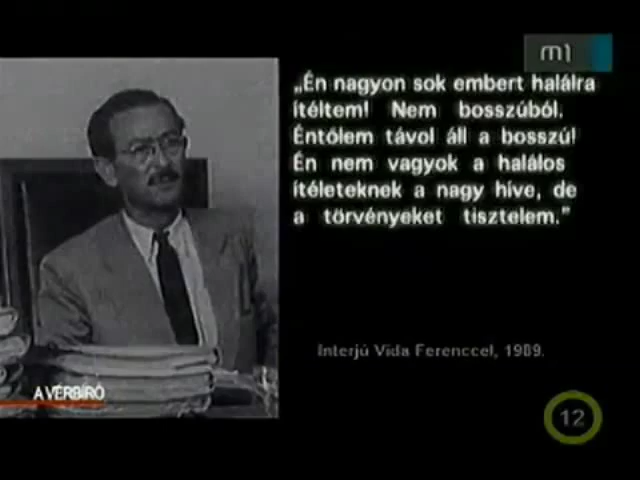 m1
„Én nagyon sok embert halálra
ítéltem! Nem bosszúból.
Éntőlem távol áll a bosszú!
Én nem vagyok a halálos
ítéleteknek a nagy híve, de
a törvényeket tisztelem.”
Interjú Vida Ferenccel, 1989.
A VÉRBÍRÓ
12